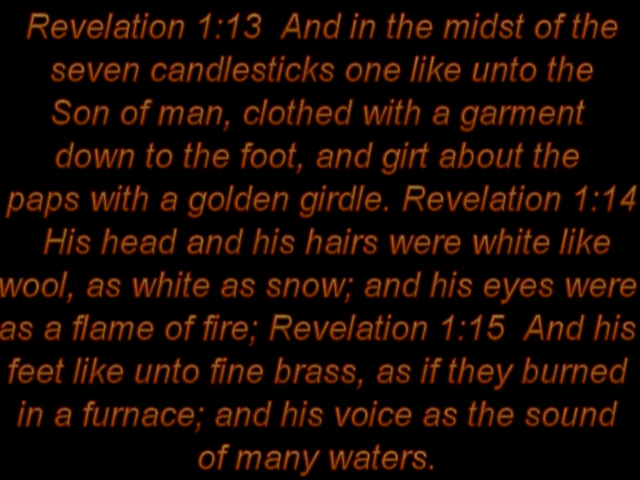 Revelation 1:13 And in the midst of the
seven candlesticks one like unto the
Son of man, clothed with a garment
down to the foot, and girt about the
paps with a golden girdle. Revelation 1:14
His head and his hairs were white like
wool, as white as snow; and his eyes were
as a flame of fire; Revelation 1:15 And his
feet like unto fine brass, as if they burned
in a furnace; and his voice as the sound
of many waters.